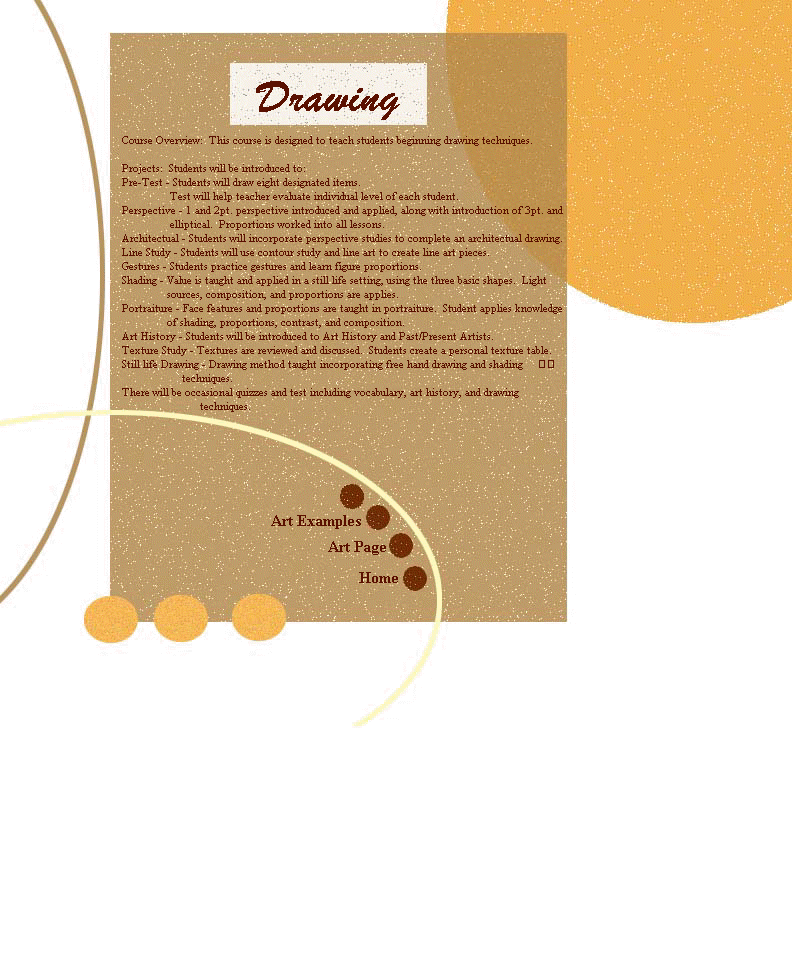 Drawing
Course Overview:  This course is designed to teach students beginning drawing techniques.
Projects:  Students will be introduced to:
Pre-Test - Students will draw eight designated items.
Test will help teacher evaluate individual level of each student.
Perspective - 1 and 2pt. perspective introduced and applied, along with introduction of 3pt. and
elliptical.  Proportions worked into all lessons.
Architectual - Students will incorporate perspective studies to complete an architectual drawing.
Line Study - Students will use contour study and line art to create line art pieces.
Gestures - Students practice gestures and learn figure proportions.
Shading - Value is taught and applied in a still life setting, using the three basic shapes.  Light
sources, composition, and proportions are applies.
Portraiture - Face features and proportions are taught in portraiture.  Student applies knowledge
of shading, proportions, contrast, and composition.
Art History - Students will be introduced to Art History and Past/Present Artists.
Texture Study - Textures are reviewed and discussed.  Students create a personal texture table.
Still life Drawing - Drawing method taught incorporating free hand drawing and shading
techniques.
There will be occasional quizzes and test including vocabulary, art history, and drawing
techniques.
Art Examples
Art Page
Home